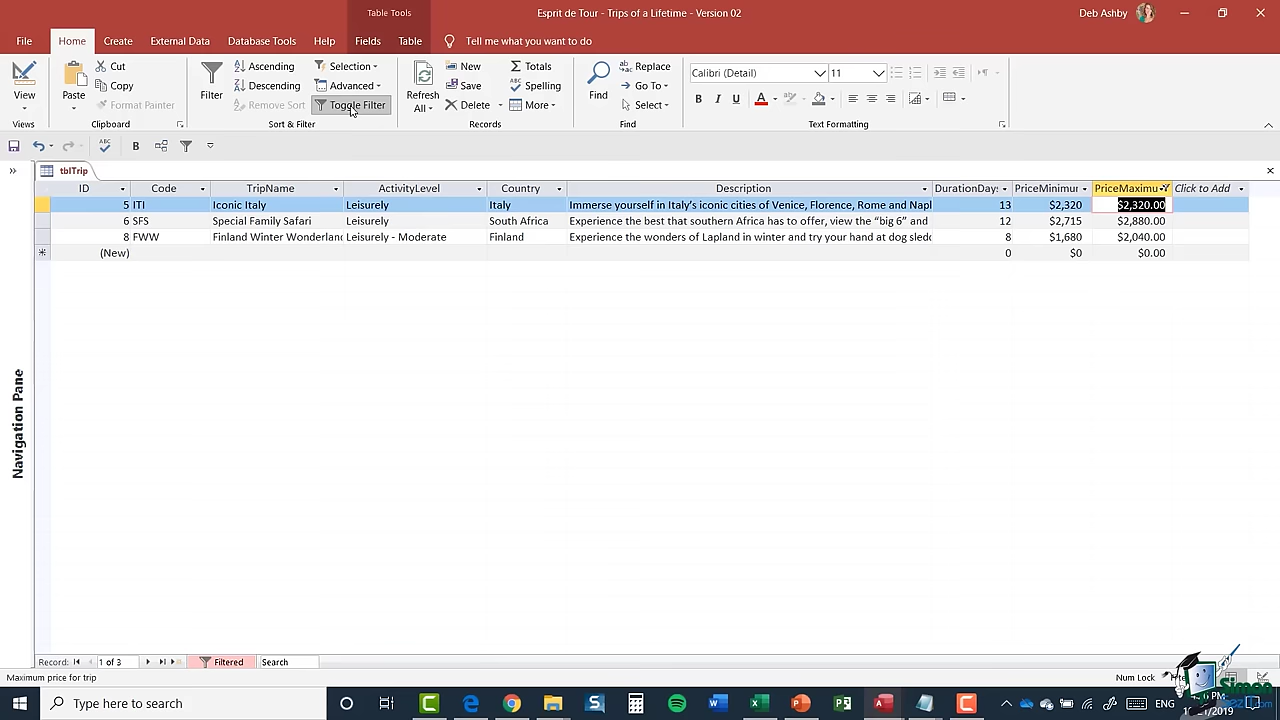 Table Tools
Esprit de Tour - Trips of a Lifetime - Version 02
Deb Ashby
File Home Create External Data Database Tools Help Fields Table Tell me what you want to do
View
Views
Paste
Cut
Copy
Format Painter
Clipboard
Filter
Ascending
Descending
Remove Sort
Selection
Advanced
Toggle Filter
Sort & Filter
Refresh All
New
Save
Delete
Totals
Spelling
More
Records
Find
Replace
Go To
Select
Find
Calibri (Detail) 11
B I U A
Text Formatting
ABC B
tblTrip
ID Code TripName ActivityLevel Country Description DurationDay PriceMinimur PriceMaximu Click to Add
5 ITI Iconic Italy Leisurely Italy Immerse yourself in Italy's iconic cities of Venice, Florence, Rome and Napl 13 $2,320 $2,320.00
6 SFS Special Family Safari Leisurely South Africa Experience the best that southern Africa has to offer, view the "big 6" and 12 $2,715 $2,880.00
8 FWW Finland Winter Wonderlan Leisurely - Moderate Finland Experience the wonders of Lapland in winter and try your hand at dog sled 8 $1,680 $2,040.00
(New) 0 $0 $0.00
Navigation Pane
Record: 1 of 3 Filtered Search
Maximum price for trip
Num Lock
Type here to search
ENG